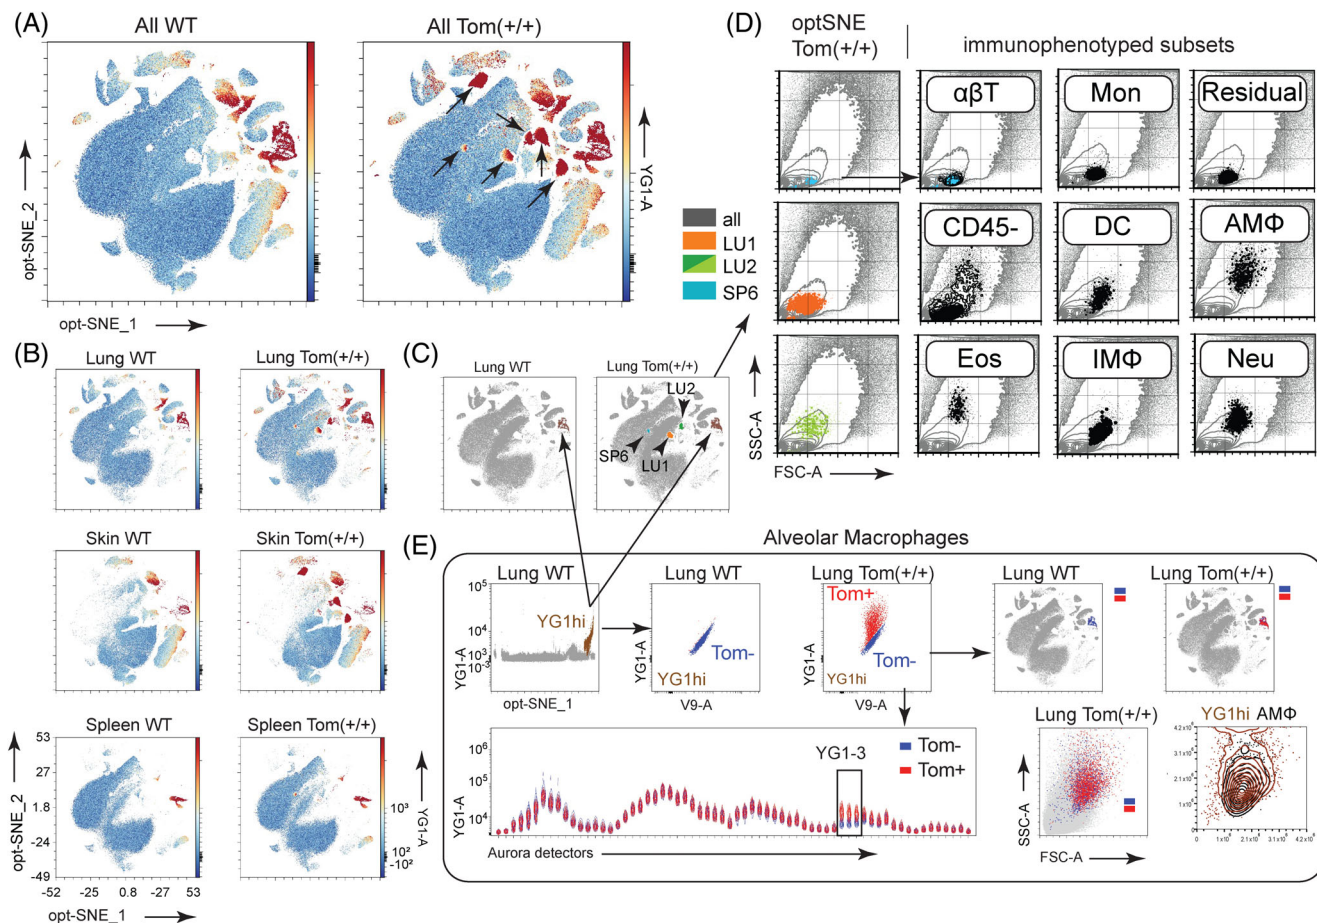 (A)
All WT
All Tom(+/+)
opt-SNE_2
opt-SNE_1
YG1-A
all
LU1
LU2
SP6
(B)
Lung WT
Lung Tom(+/+)
Skin WT
Skin Tom(+/+)
Spleen WT
Spleen Tom(+/+)
opt-SNE_2
53
27
1.8
-24
-49
-52
-27
0.8
-27
53
opt-SNE_1
10³
10²
-10²
YG1-A
(C)
Lung WT
Lung Tom(+/+)
LU2
SP6
LU1
(D)
optSNE
Tom(+/+)
immunophenotyped subsets
αβT
Mon
Residual
CD45-
DC
AMΦ
Eos
IMΦ
Neu
SSC-A
FSC-A
(E)
Alveolar Macrophages
Lung WT
10⁵
10⁴
10³
-10³
YG1-A
YG1hi
opt-SNE_1
Lung WT
YG1-A
Tom-
YG1hi
V9-A
Lung Tom(+/+)
Tom+
YG1-A
Tom-
YG1hi
V9-A
Lung WT
Lung Tom(+/+)
10⁶
10⁵
10⁴
YG1-A
YG1-3
Tom-
Tom+
Aurora detectors
Lung Tom(+/+)
SSC-A
FSC-A
YG1hi AMΦ